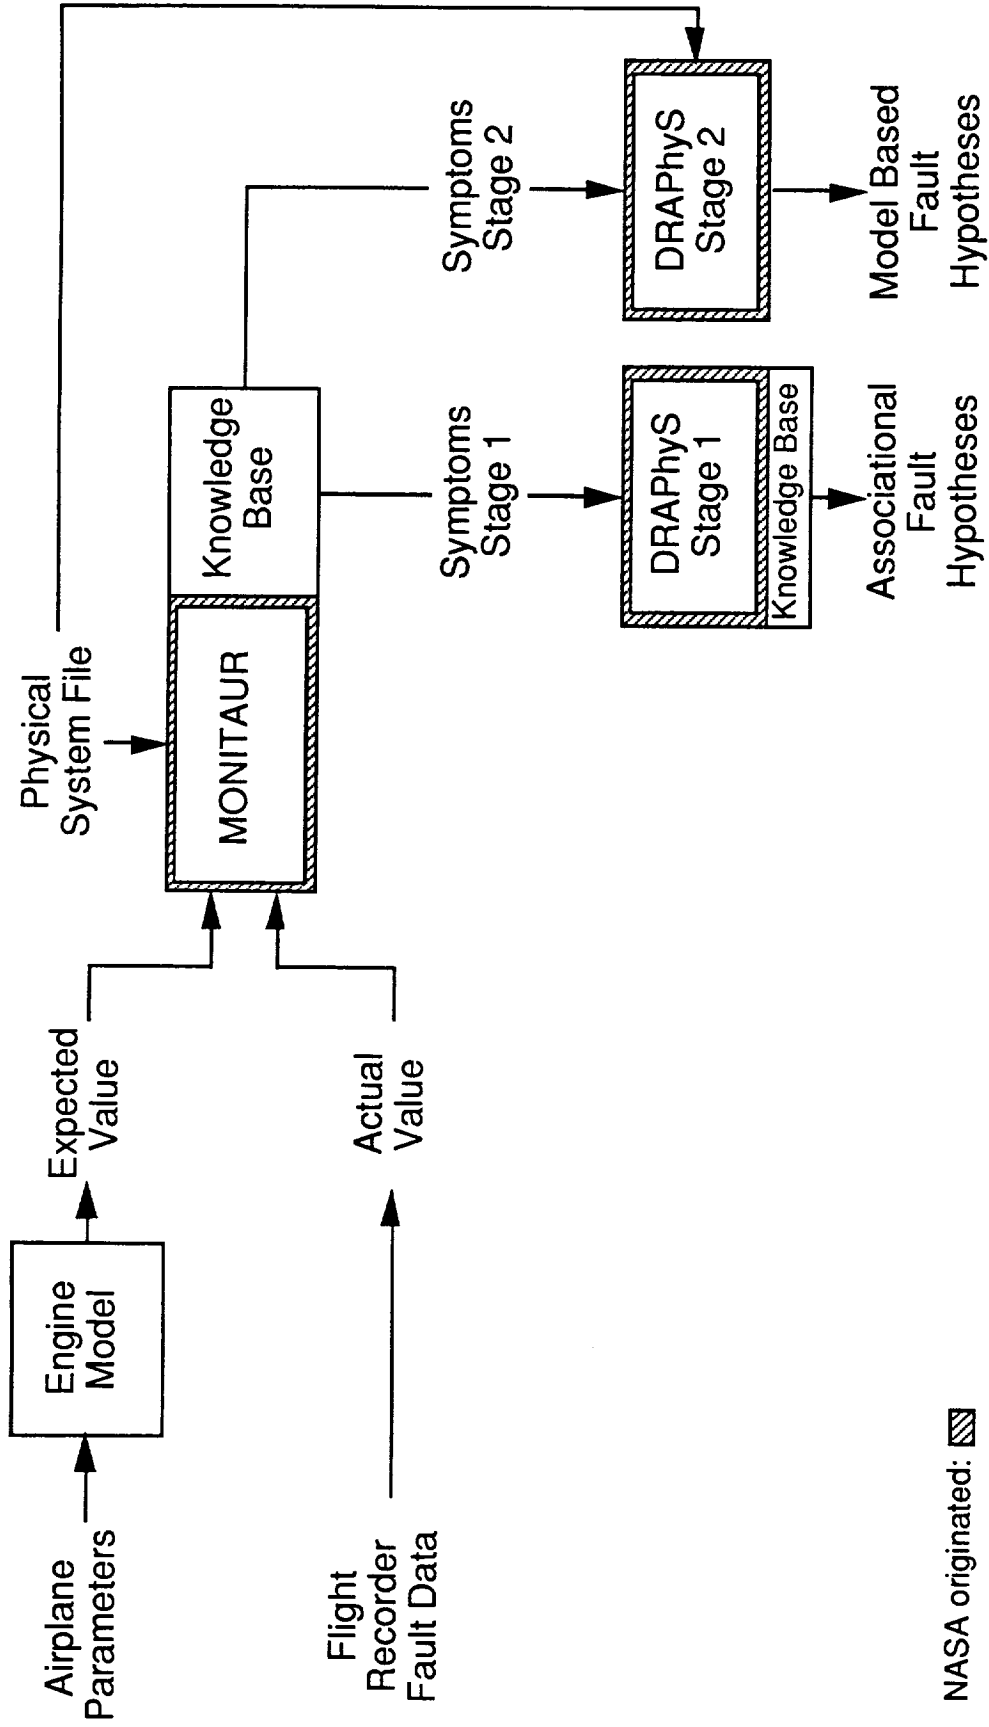 Airplane
Parameters
Engine
Model
Expected
Value
Flight
Recorder
Fault Data
Actual
Value
Physical
System File
MONITAUR
Knowledge
Base
Symptoms
Stage 1
Symptoms
Stage 2
DRAPhyS
Stage 1
Knowledge Base
DRAPhyS
Stage 2
Associational
Fault
Hypotheses
Model Based
Fault
Hypotheses
NASA originated: